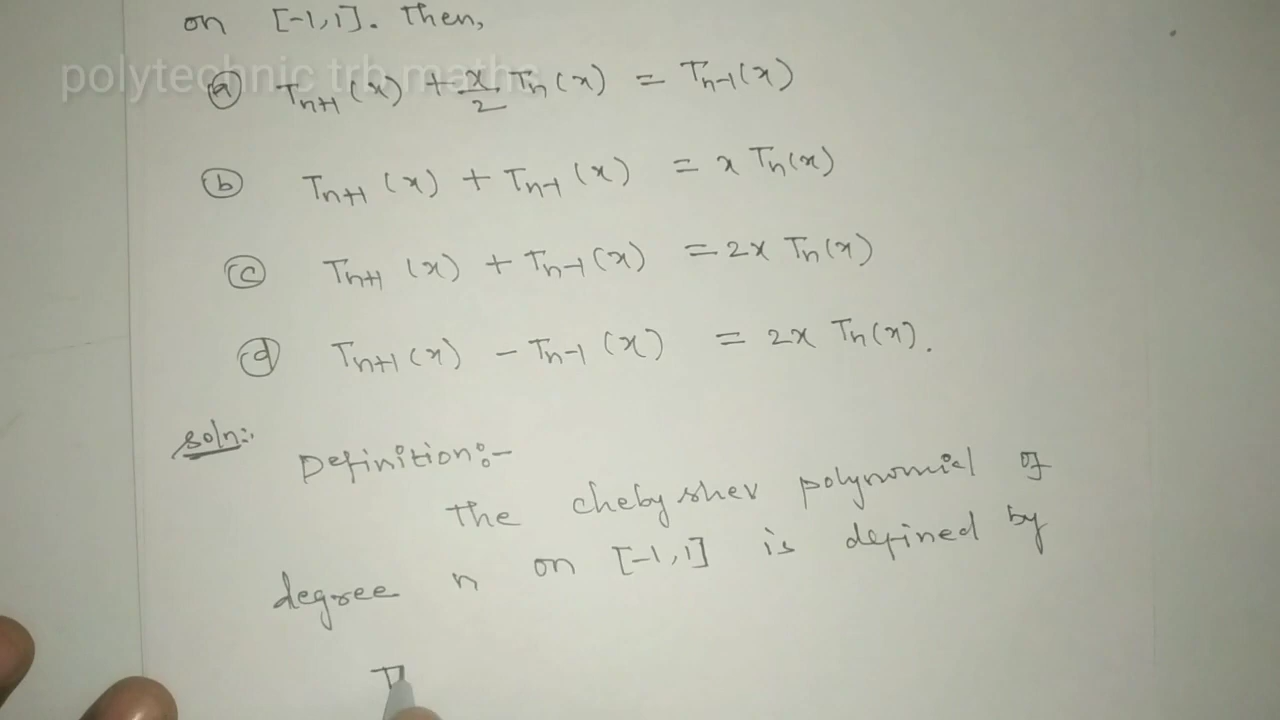 on [-1,1]. Then,
polytechnic trb maths
(a) Tn+1 (x) + x/2 Tn (x) = Tn-1(x)
(b) Tn+1 (x) + Tn-1 (x) = x Tn(x)
(c) Tn+1 (x) + Tn-1 (x) = 2x Tn(x)
(d) Tn+1 (x) - Tn-1 (x) = 2x Tn(x).
Soln:.
Definition:-
The chebyshev polynomial of
degree n on [-1,1] is defined by
T